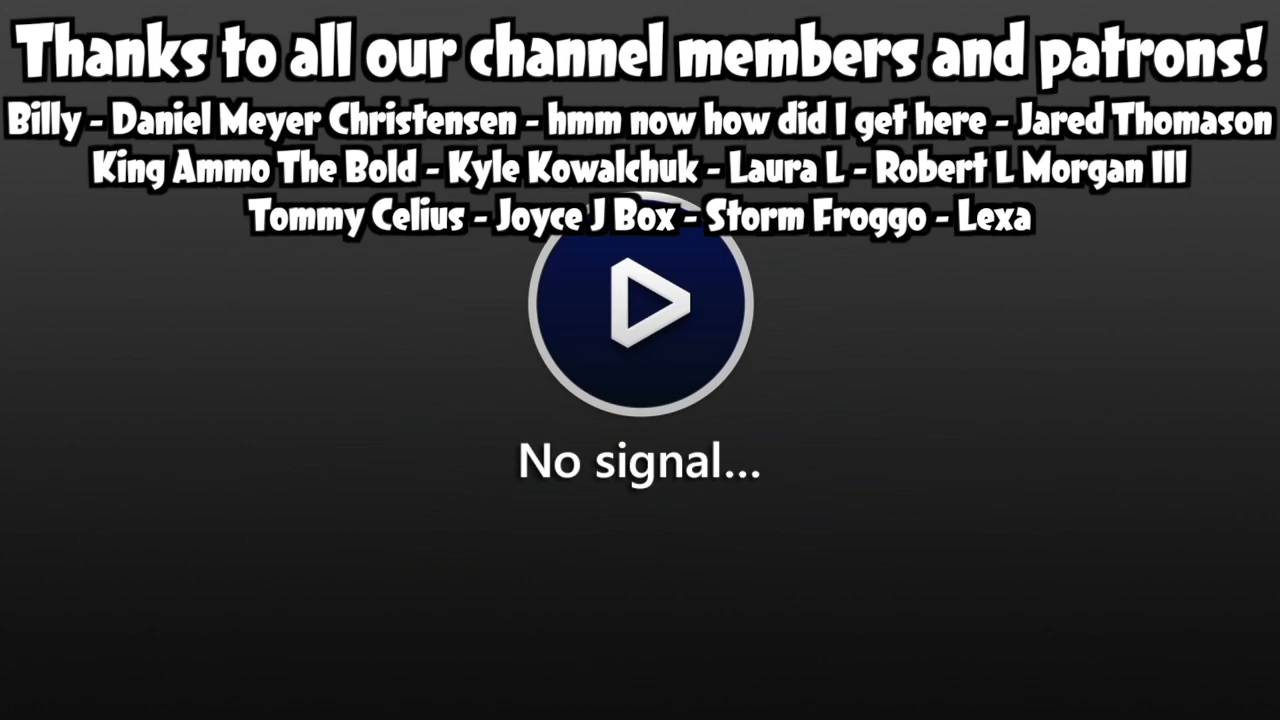 Thanks to all our channel members and patrons!
Billy - Daniel Meyer Christensen - hmm now how did I get here - Jared Thomason
King Ammo The Bold - Kyle Kowalchuk - Laura L - Robert L Morgan III
Tommy Celius - Joyce J Box - Storm Froggo - Lexa
No signal...